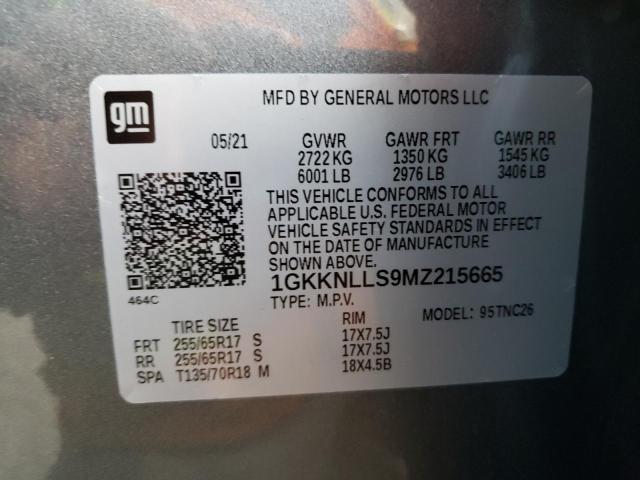 gm
MFD BY GENERAL MOTORS LLC
05/21 GVWR GAWR FRT GAWR RR
2722 KG 1350 KG 1545 KG
6001 LB 2976 LB 3406 LB
THIS VEHICLE CONFORMS TO ALL
APPLICABLE U.S. FEDERAL MOTOR
VEHICLE SAFETY STANDARDS IN EFFECT
ON THE DATE OF MANUFACTURE
SHOWN ABOVE.
464C
1GKKNLLS9MZ215665
TYPE: M.P.V. MODEL: 95TNC26
TIRE SIZE RIM
FRT 255/65R17 S 17X7.5J
RR 255/65R17 S 17X7.5J
SPA T135/70R18 M 18X4.5B